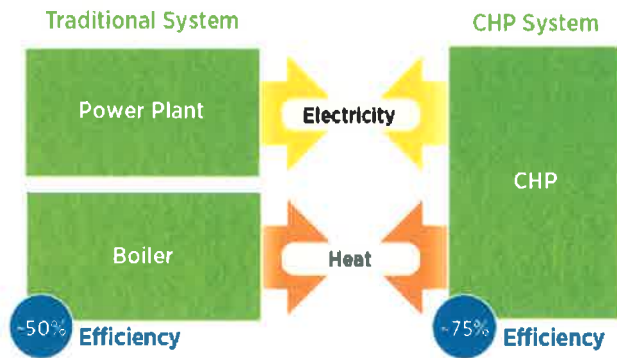 Traditional System
CHP System
Power Plant
Electricity
CHP
Boiler
Heat
~50% Efficiency
~75% Efficiency